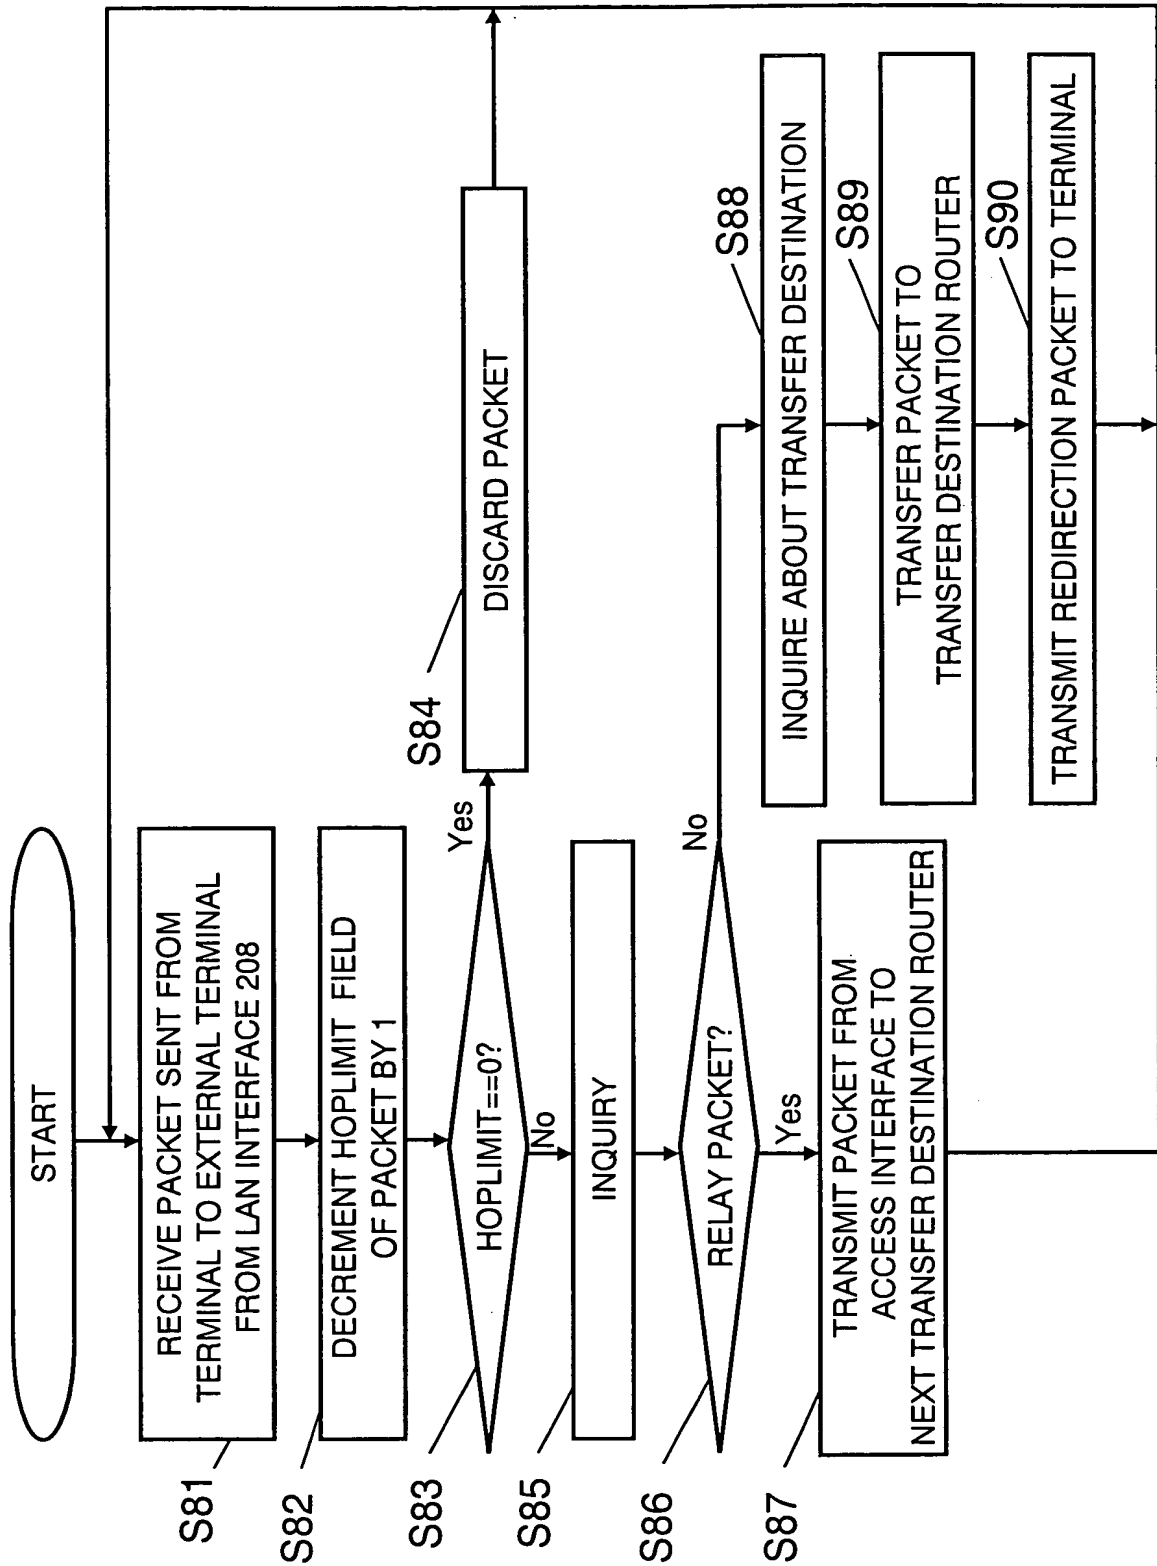 START
S81
RECEIVE PACKET SENT FROM
TERMINAL TO EXTERNAL TERMINAL
FROM LAN INTERFACE 208
S82
DECREMENT HOPLIMIT FIELD
OF PACKET BY 1
S83
HOPLIMIT==0?
Yes
No
S84
DISCARD PACKET
S85
INQUIRY
S86
RELAY PACKET?
No
Yes
S87
TRANSMIT PACKET FROM
ACCESS INTERFACE TO
NEXT TRANSFER DESTINATION ROUTER
S88
INQUIRE ABOUT TRANSFER DESTINATION
S89
TRANSFER PACKET TO
TRANSFER DESTINATION ROUTER
S90
TRANSMIT REDIRECTION PACKET TO TERMINAL